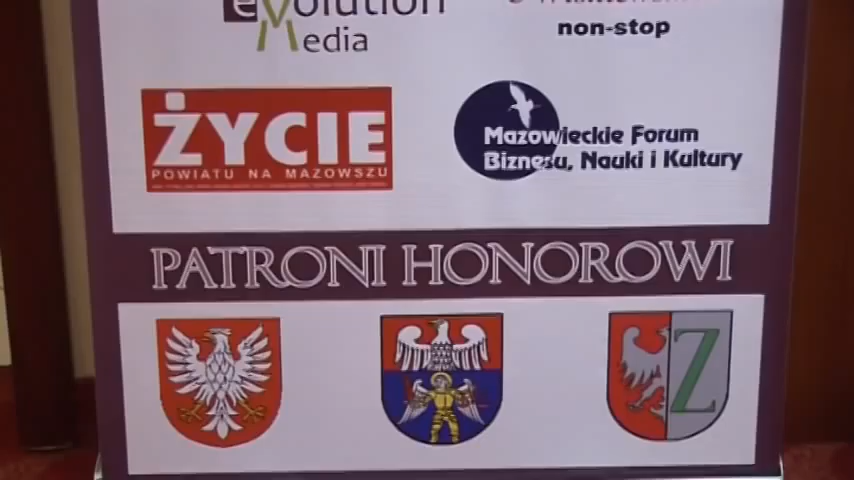 eVolution
Media
non-stop
ŻYCIE
POWIATU NA MAZOWSZU
Mazowieckie Forum
Biznesu, Nauki i Kultury
PATRONI HONOROWI
Z